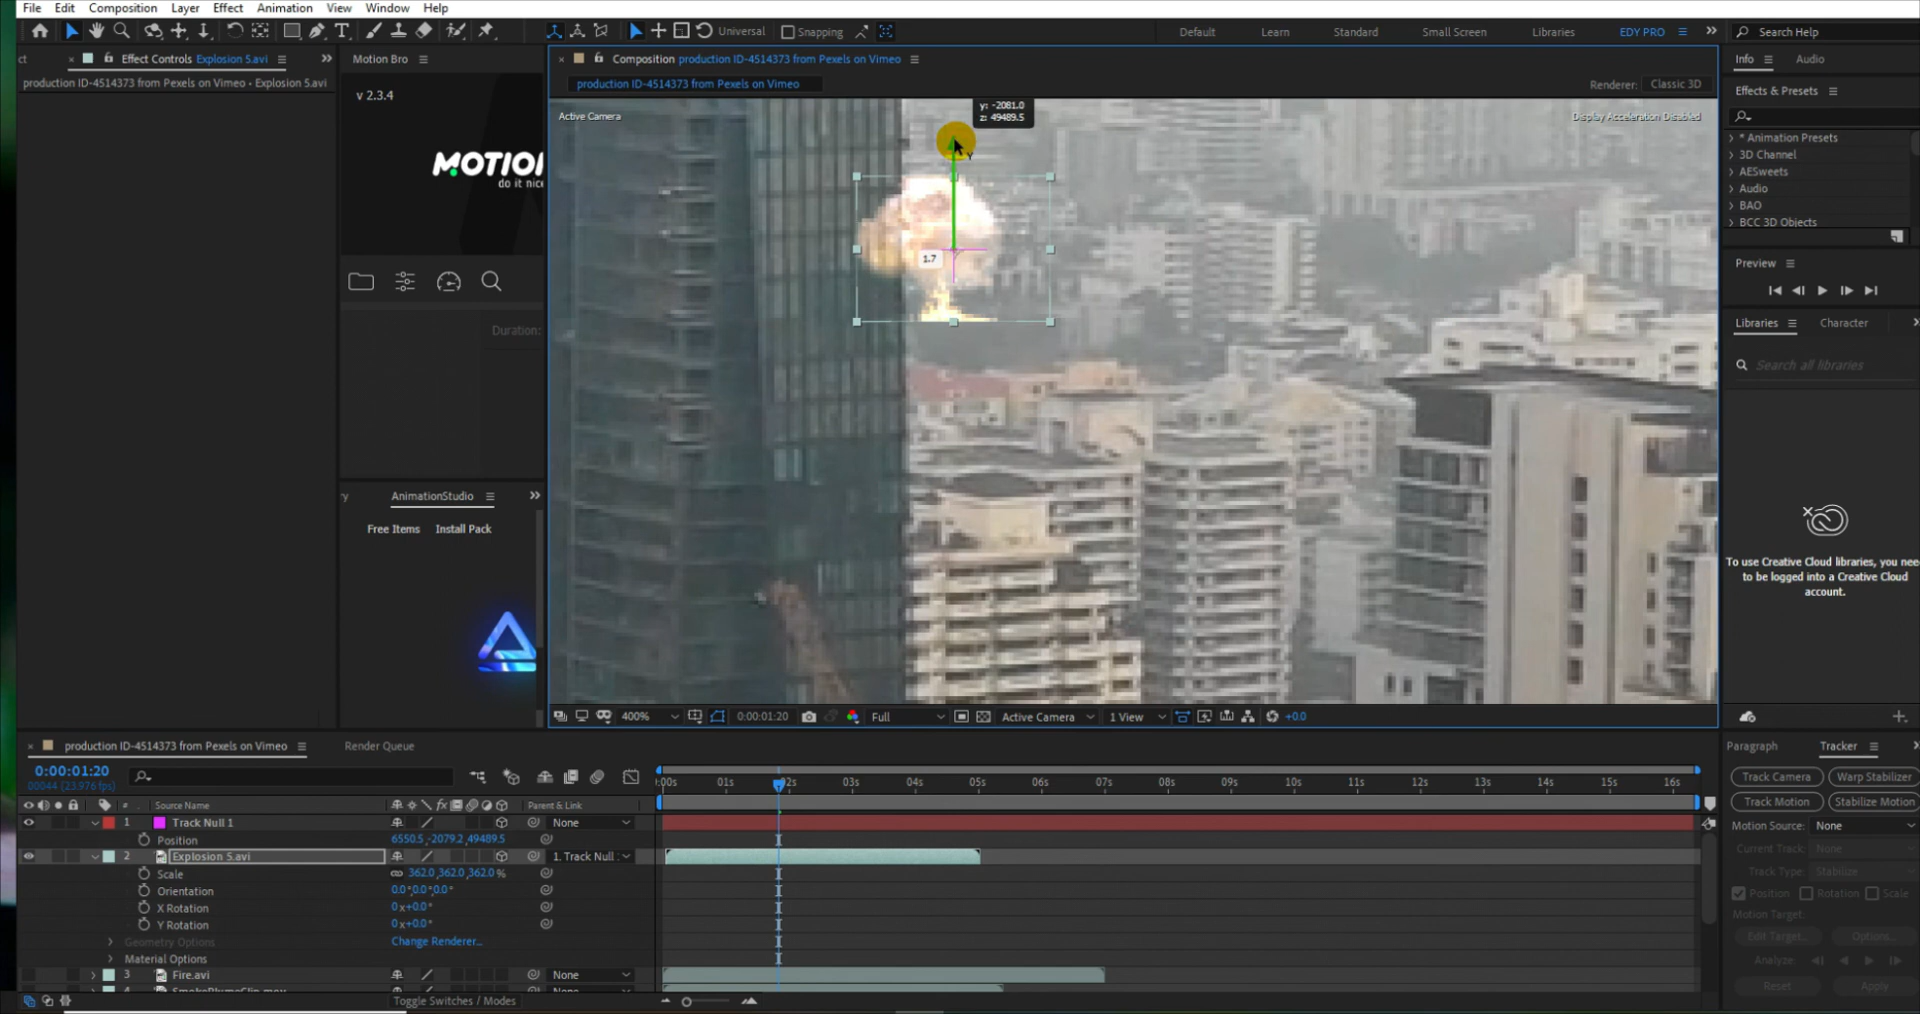 File Edit Composition Layer Effect Animation View Window Help
Universal Snapping Default Learn Standard Small Screen Libraries EDY PRO Search Help
ct Effect Controls Explosion 5.avi Motion Bro Composition production ID-4514373 from Pexels on Vimeo Info Audio
production ID-4514373 from Pexels on Vimeo • Explosion 5.avi production ID-4514373 from Pexels on Vimeo Renderer: Classic 3D
v 2.3.4
Effects & Presets
y: -2081.0
z: 49489.5
Active Camera Display Acceleration Disabled
* Animation Presets
3D Channel
AESweets
Audio
BAO
BCC 3D Objects
MOTION
do it nice
Y
1.7
Preview
Libraries Character
Duration:
Search all libraries
AnimationStudio
Free Items Install Pack
To use Creative Cloud libraries, you nee
to be logged into a Creative Cloud
account.
400% 0:00:01:20 Full Active Camera 1 View +0.0
production ID-4514373 from Pexels on Vimeo Render Queue Paragraph Tracker
0:00:01:20
00044 (23.976 fps)
:00s 01s 02s 03s 04s 05s 06s 07s 08s 09s 10s 11s 12s 13s 14s 15s 16s
Track Camera Warp Stabilizer
Track Motion Stabilize Motion
# Source Name Parent & Link
1 Track Null 1 None
Position 6550.5,-2079.2,49489.5
2 Explosion 5.avi 1. Track Null
Scale 362.0,362.0,362.0 %
Orientation 0.0°,0.0°,0.0°
X Rotation 0x+0.0°
Y Rotation 0x+0.0°
Geometry Options Change Renderer...
Material Options
3 Fire.avi None
4 SmokePlumeClip.mov None
Toggle Switches / Modes
Motion Source: None
Current Track: None
Track Type: Stabilize
Position Rotation Scale
Motion Target:
Edit Target... Options...
Analyze:
Reset Apply